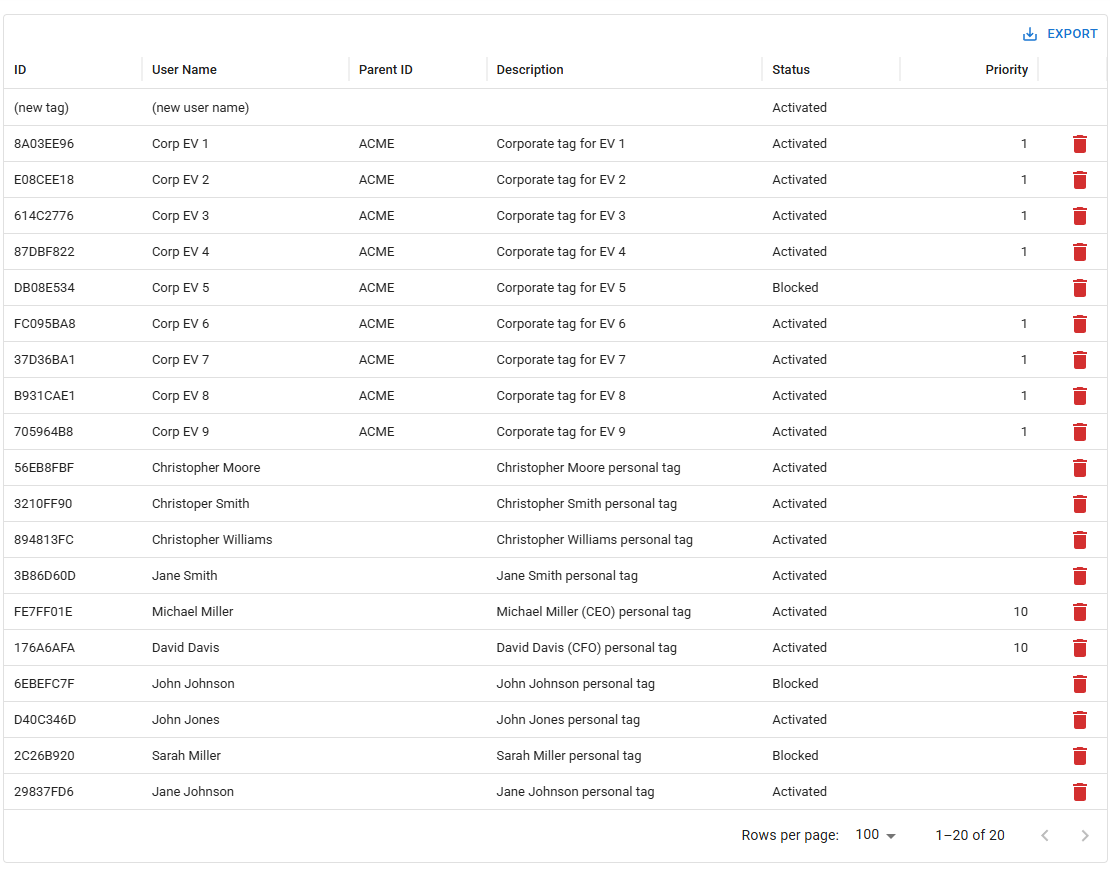 EXPORT
ID User Name Parent ID Description Status Priority
(new tag) (new user name) Activated
8A03EE96 Corp EV 1 ACME Corporate tag for EV 1 Activated 1
E08CEE18 Corp EV 2 ACME Corporate tag for EV 2 Activated 1
614C2776 Corp EV 3 ACME Corporate tag for EV 3 Activated 1
87DBF822 Corp EV 4 ACME Corporate tag for EV 4 Activated 1
DB08E534 Corp EV 5 ACME Corporate tag for EV 5 Blocked
FC095BA8 Corp EV 6 ACME Corporate tag for EV 6 Activated 1
37D36BA1 Corp EV 7 ACME Corporate tag for EV 7 Activated 1
B931CAE1 Corp EV 8 ACME Corporate tag for EV 8 Activated 1
705964B8 Corp EV 9 ACME Corporate tag for EV 9 Activated 1
56EB8FBF Christopher Moore Christopher Moore personal tag Activated
3210FF90 Christoper Smith Christopher Smith personal tag Activated
894813FC Christopher Williams Christopher Williams personal tag Activated
3B86D60D Jane Smith Jane Smith personal tag Activated
FE7FF01E Michael Miller Michael Miller (CEO) personal tag Activated 10
176A6AFA David Davis David Davis (CFO) personal tag Activated 10
6EBEFC7F John Johnson John Johnson personal tag Blocked
D40C346D John Jones John Jones personal tag Activated
2C26B920 Sarah Miller Sarah Miller personal tag Blocked
29837FD6 Jane Johnson Jane Johnson personal tag Activated
Rows per page: 100 1–20 of 20